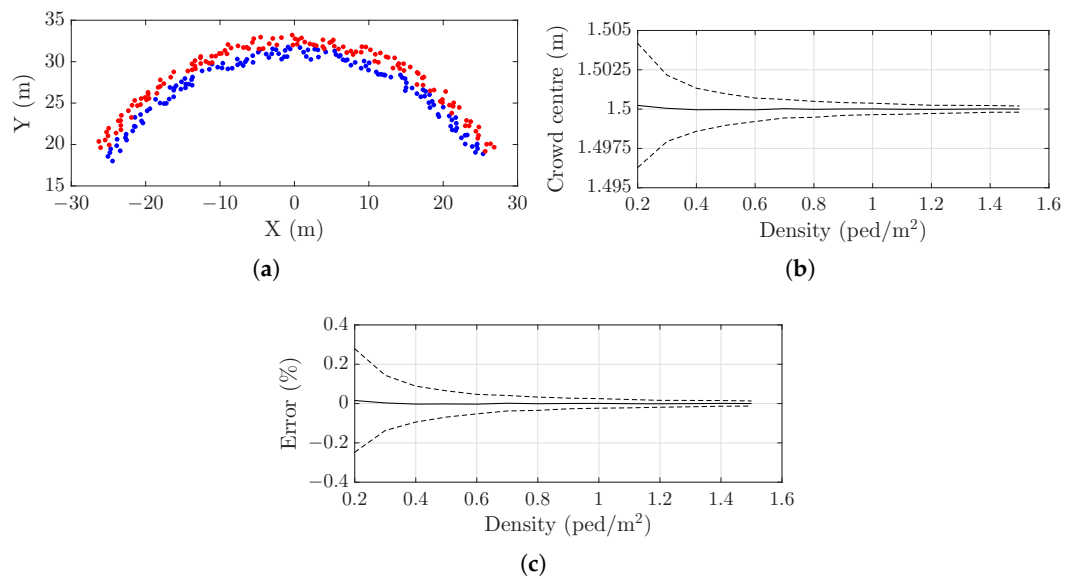 35
30
25
20
15
Y (m)
−30 −20 −10 0 10 20 30
X (m)
(a)
1.505
1.5025
1.5
1.4975
1.495
Crowd centre (m)
0.2 0.4 0.6 0.8 1.0 1.2 1.4 1.6
Density (ped/m²)
(b)
0.4
0.2
0
−0.2
−0.4
Error (%)
0.2 0.4 0.6 0.8 1 1.2 1.4 1.6
Density (ped/m²)
(c)